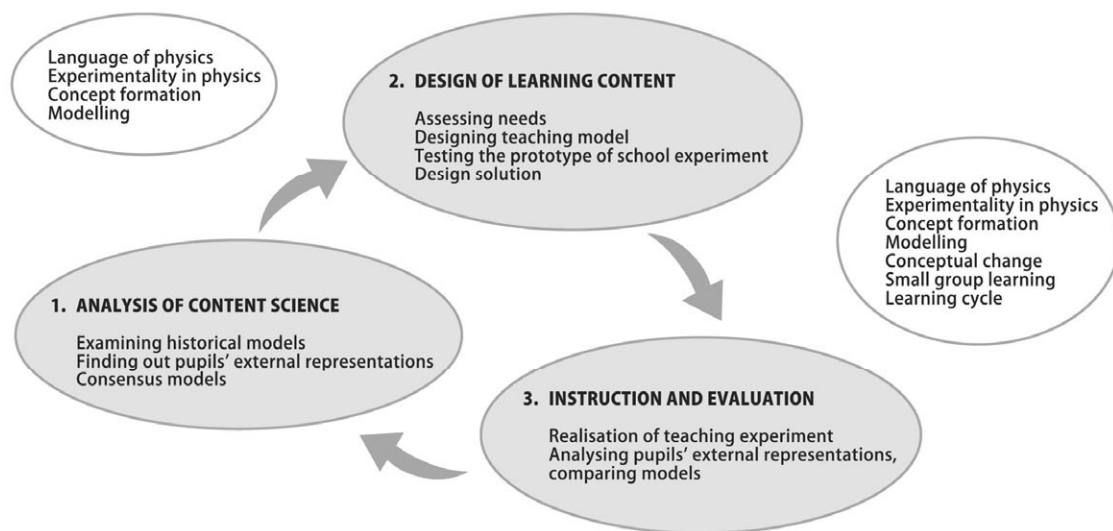 Language of physics
Experimentality in physics
Concept formation
Modelling
2. DESIGN OF LEARNING CONTENT
Assessing needs
Designing teaching model
Testing the prototype of school experiment
Design solution
Language of physics
Experimentality in physics
Concept formation
Modelling
Conceptual change
Small group learning
Learning cycle
1. ANALYSIS OF CONTENT SCIENCE
Examining historical models
Finding out pupils’ external representations
Consensus models
3. INSTRUCTION AND EVALUATION
Realisation of teaching experiment
Analysing pupils’ external representations,
comparing models